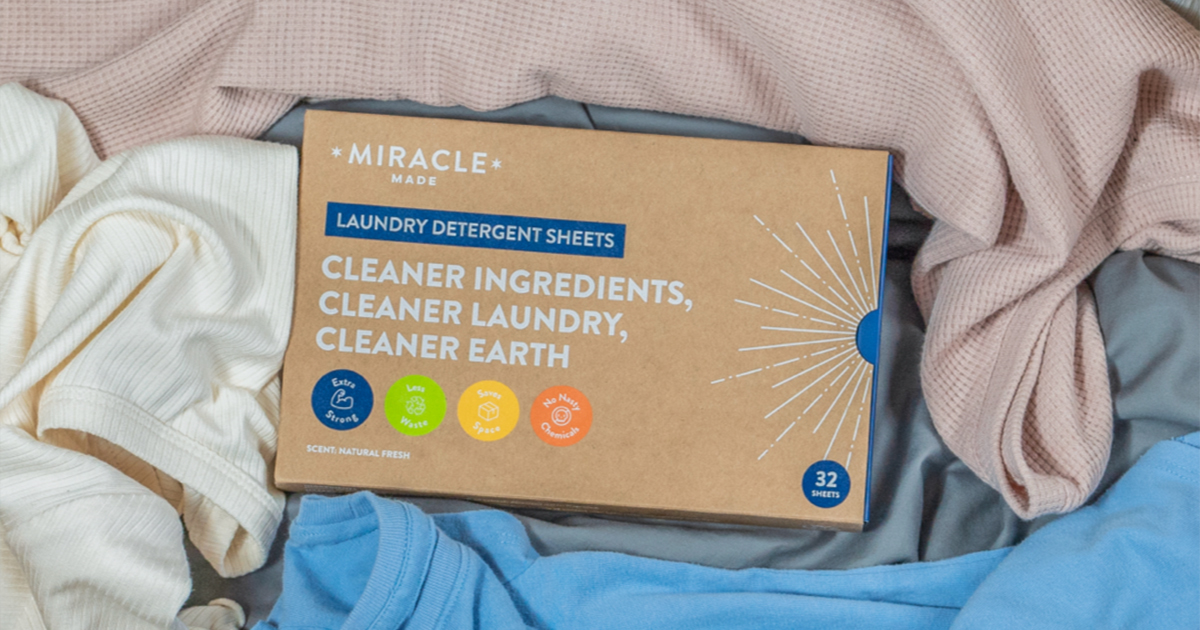 *MIRACLE*
MADE
LAUNDRY DETERGENT SHEETS
CLEANER INGREDIENTS,
CLEANER LAUNDRY,
CLEANER EARTH
Extra
Strong
Less
Waste
Saves
Space
No Nasty
Chemicals
SCENT: NATURAL FRESH
32
SHEETS